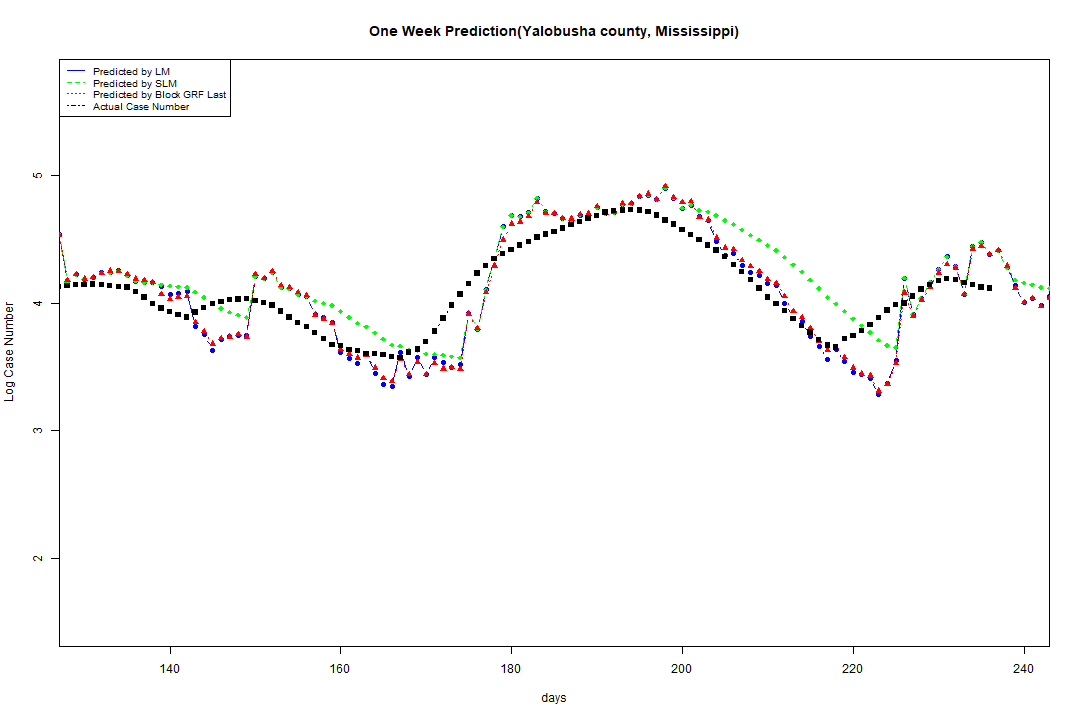 One Week Prediction(Yalobusha county, Mississippi)
Predicted by LM
Predicted by SLM
Predicted by Block GRF Last
Actual Case Number
5
4
3
2
Log Case Number
140 160 180 200 220 240
days